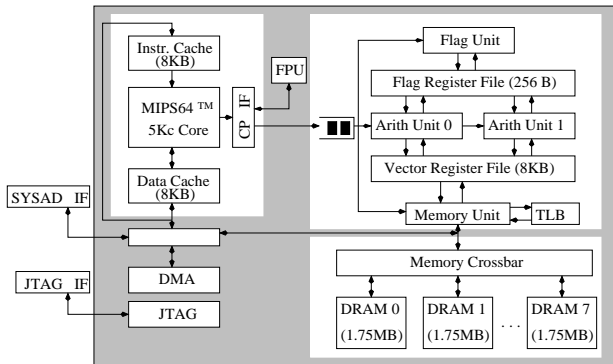 Instr. Cache
(8KB)
MIPS64 ™
5Kc Core
Data Cache
(8KB)
CP IF
FPU
SYSAD IF
DMA
JTAG IF
JTAG
Flag Unit
Flag Register File (256 B)
Arith Unit 0
Arith Unit 1
Vector Register File (8KB)
Memory Unit
TLB
Memory Crossbar
DRAM 0
(1.75MB)
DRAM 1
(1.75MB)
. . .
DRAM 7
(1.75MB)